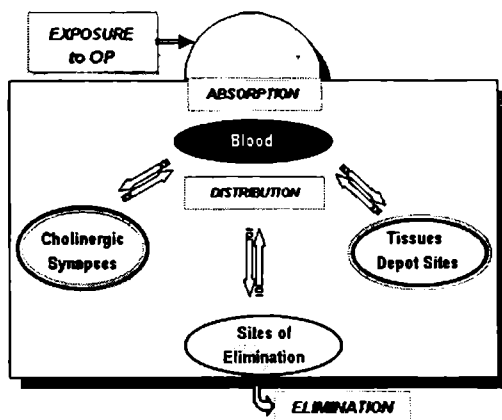 EXPOSURE
to OP
ABSORPTION
Blood
DISTRIBUTION
Cholinergic
Synapses
Tissues
Depot Sites
Sites of
Elimination
ELIMINATION